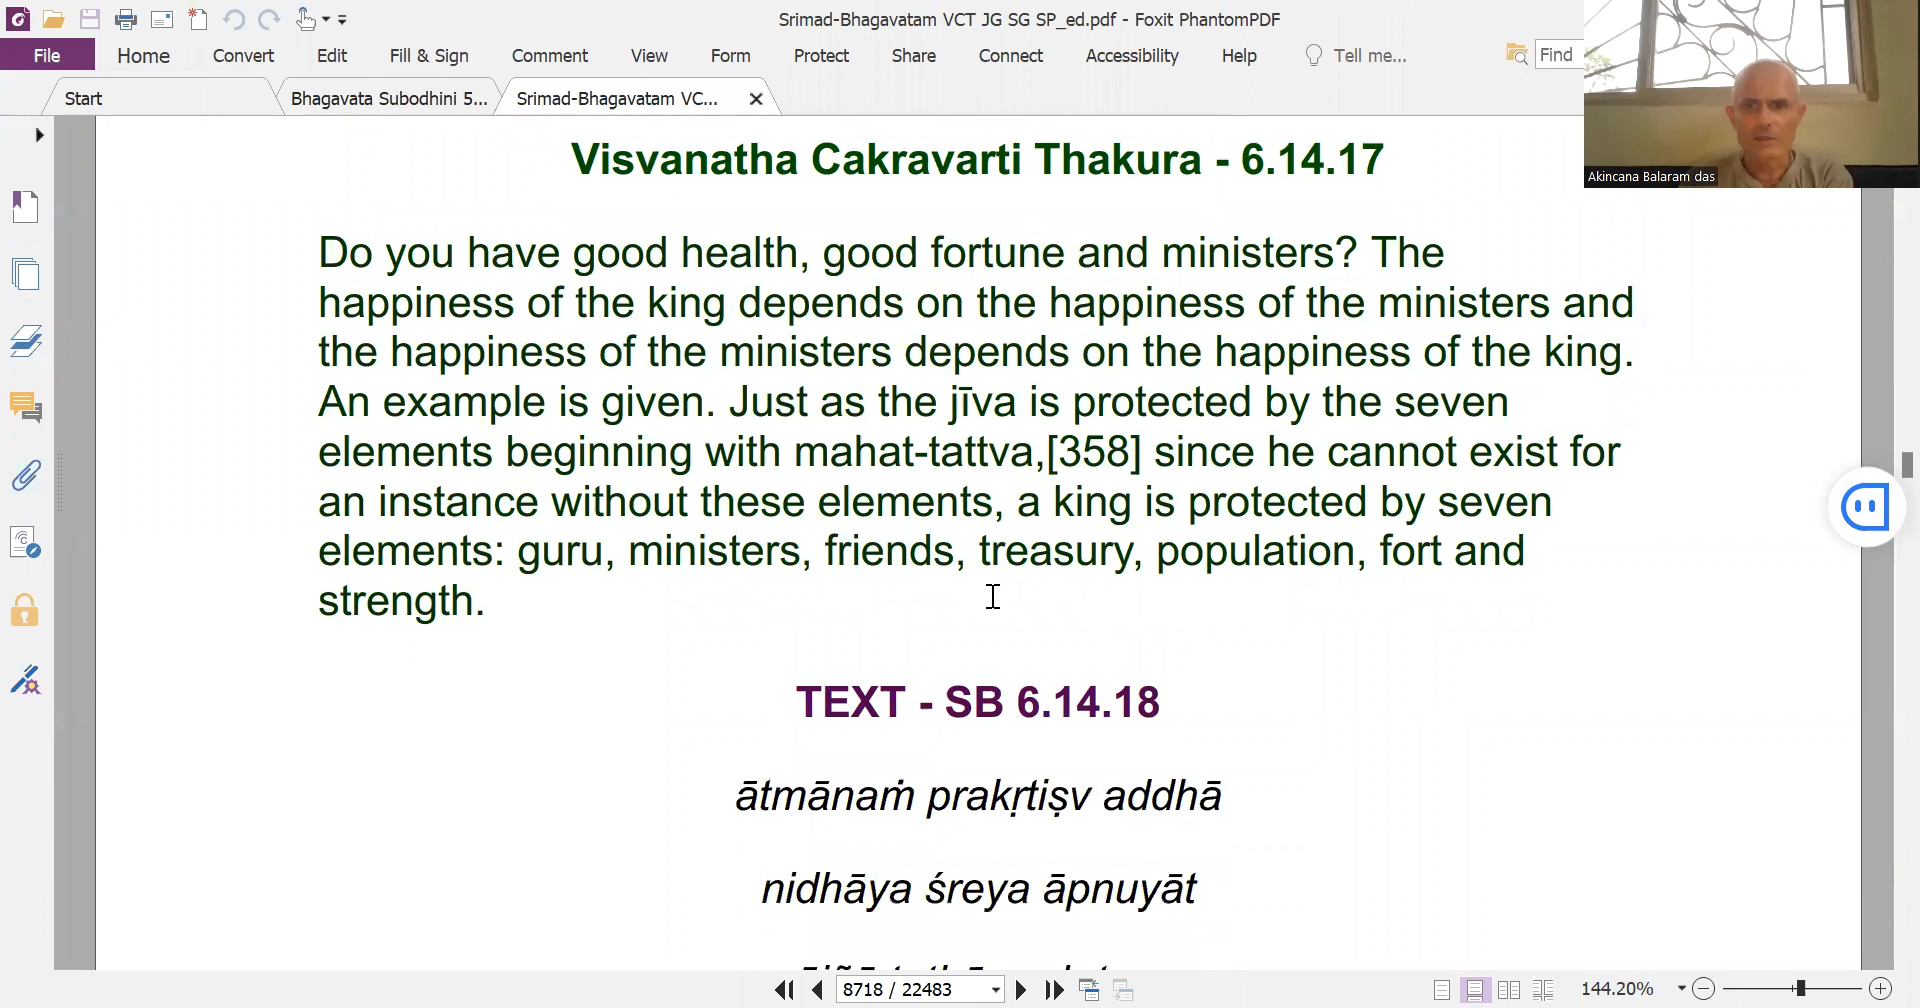 Srimad-Bhagavatam VCT JG SG SP_ed.pdf - Foxit PhantomPDF
File Home Convert Edit Fill & Sign Comment View Form Protect Share Connect Accessibility Help Tell me... Find
Start Bhagavata Subodhini 5... Srimad-Bhagavatam VC...
Akincana Balaram das
Visvanatha Cakravarti Thakura - 6.14.17
Do you have good health, good fortune and ministers? The
happiness of the king depends on the happiness of the ministers and
the happiness of the ministers depends on the happiness of the king.
An example is given. Just as the jīva is protected by the seven
elements beginning with mahat-tattva,[358] since he cannot exist for
an instance without these elements, a king is protected by seven
elements: guru, ministers, friends, treasury, population, fort and
strength.
TEXT - SB 6.14.18
ātmānaṁ prakṛtiṣv addhā
nidhāya śreya āpnuyāt
8718 / 22483
144.20%